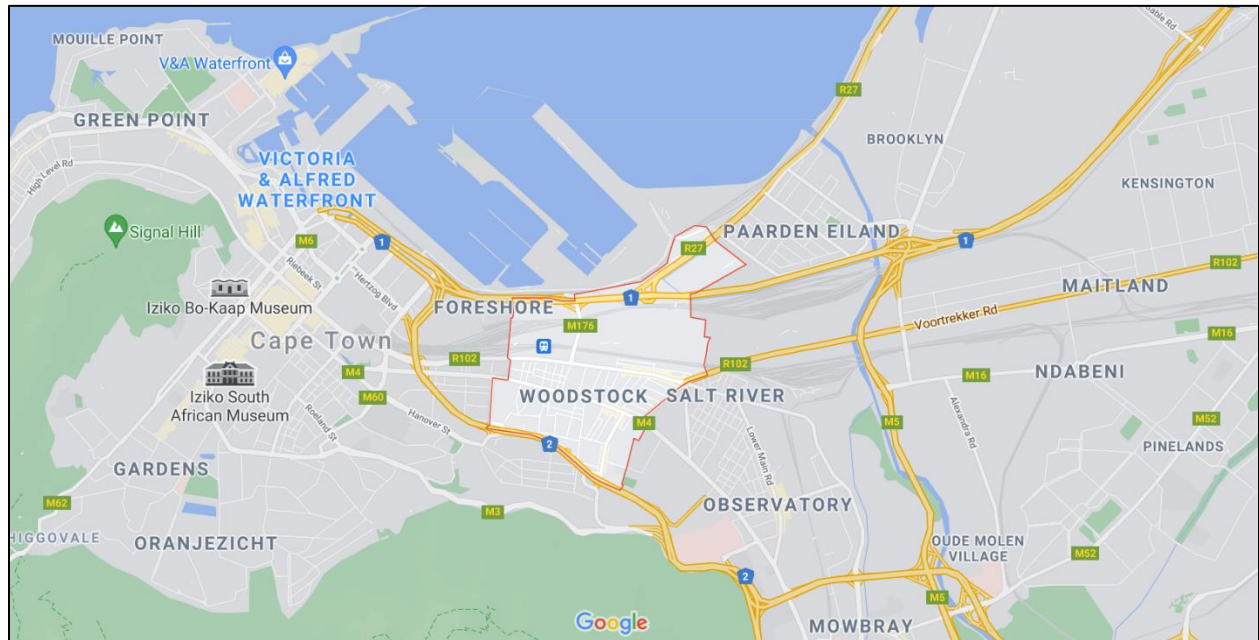 MOUILLE POINT
V&A Waterfront
GREEN POINT
High Level Rd
VICTORIA
& ALFRED
WATERFRONT
Signal Hill
M6
1
Riebeek St
Hertzog Blvd
Iziko Bo-Kaap Museum
Cape Town
FORESHORE
R102
M4
M60
Iziko South
African Museum
Roeland St
Hanover St
GARDENS
M62
HIGGOVALE
ORANJEZICHT
M3
R27
BROOKLYN
KENSINGTON
PAARDEN EILAND
R27
1
1
M176
MAITLAND
R102
Voortrekker Rd
M16
R102
WOODSTOCK
SALT RIVER
M16
NDABENI
M4
2
M5
Alexandra Rd
M52
PINELANDS
Lower Main Rd
OBSERVATORY
OUDE MOLEN
VILLAGE
M52
2
M5
MOWBRAY
Google